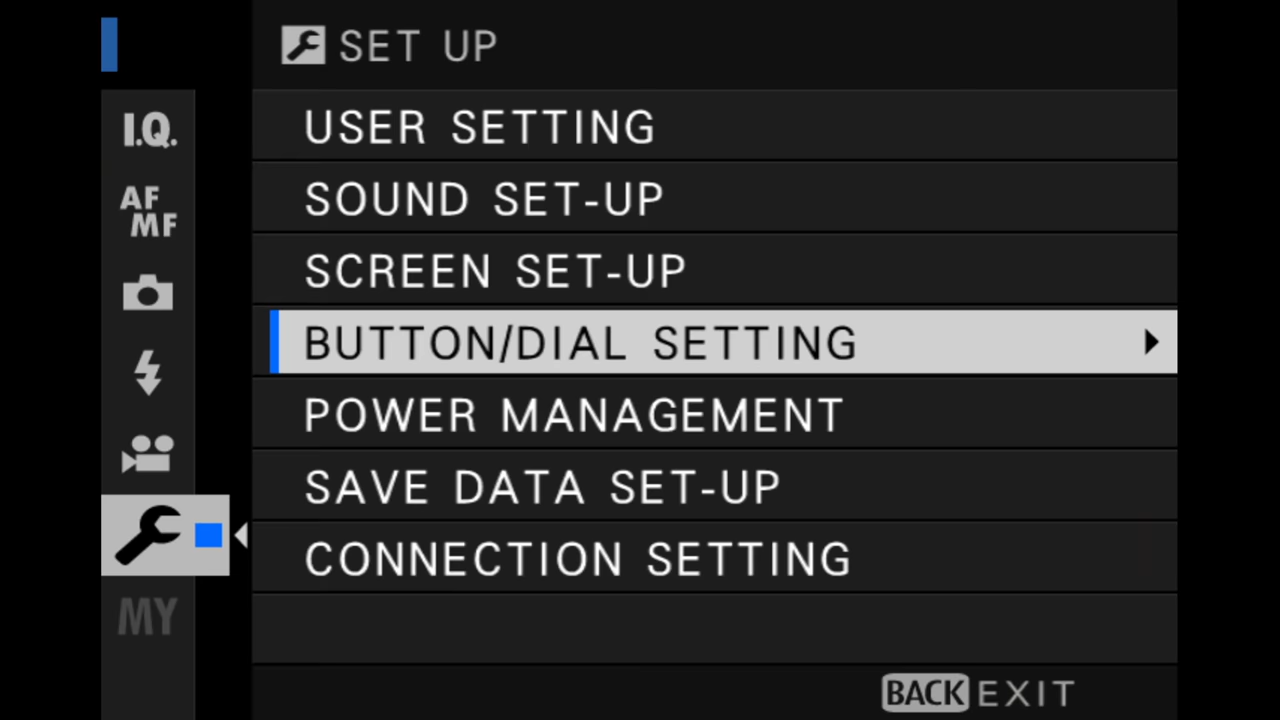 SET UP
I.Q.
AF
MF
MY
USER SETTING
SOUND SET-UP
SCREEN SET-UP
BUTTON/DIAL SETTING
POWER MANAGEMENT
SAVE DATA SET-UP
CONNECTION SETTING
BACK EXIT